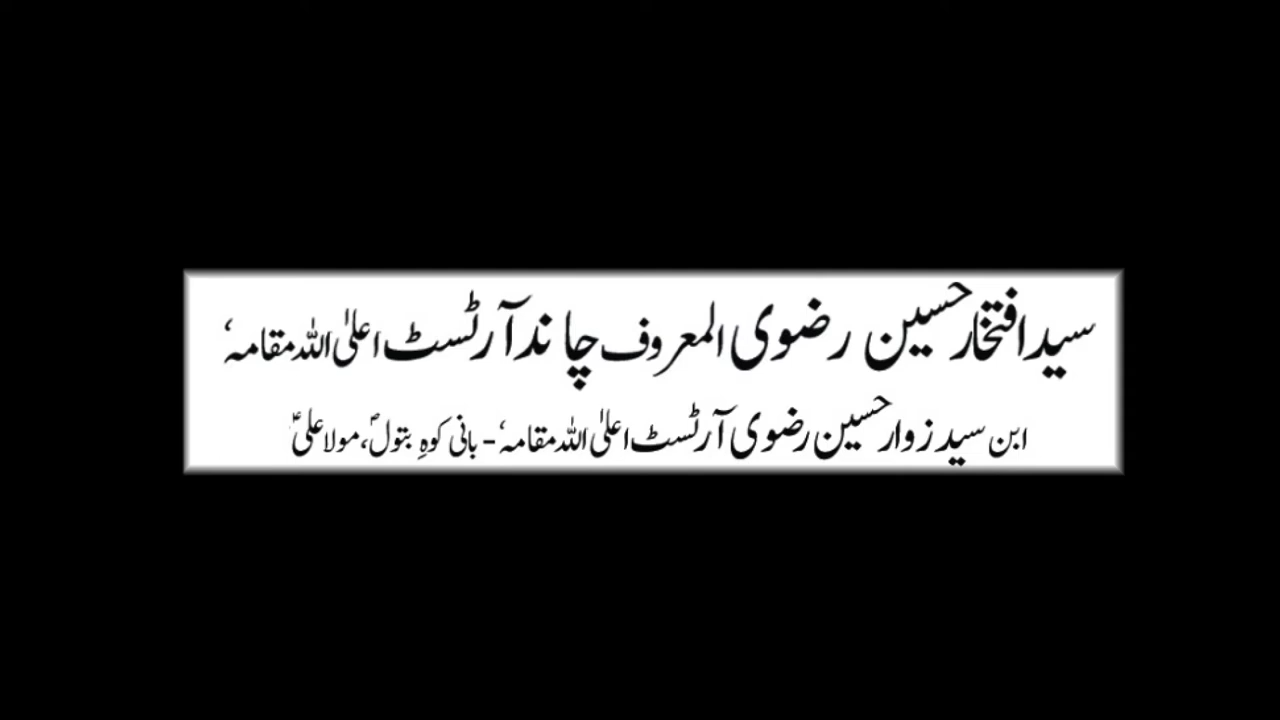 سید افتخار حسین رضوی المعروف چاند آرٹسٹ اعلیٰ اللہ مقامہ‘
ابن سید زوار حسین رضوی آرٹسٹ اعلیٰ اللہ مقامہ‘ - بانی کوہِ بتولؑ، مولا علیؑ